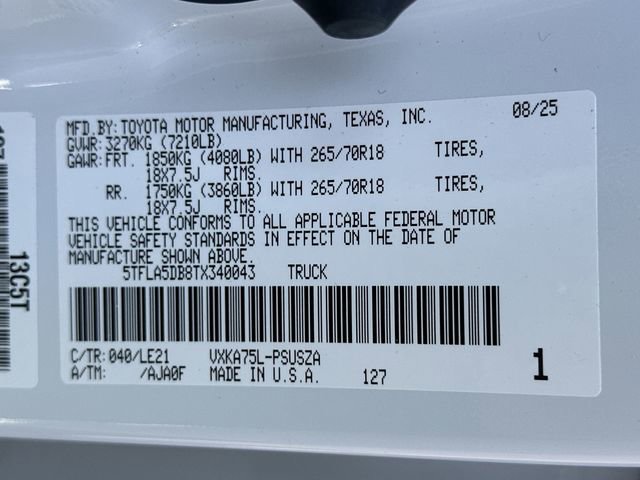 MFD.BY:TOYOTA MOTOR MANUFACTURING, TEXAS, INC. 08/25
GVWR:3270KG (7210LB)
GAWR:FRT. 1850KG (4080LB) WITH 265/70R18 TIRES,
18X7.5J RIMS.
RR. 1750KG (3860LB) WITH 265/70R18 TIRES,
18X7.5J RIMS.
THIS VEHICLE CONFORMS TO ALL APPLICABLE FEDERAL MOTOR
VEHICLE SAFETY STANDARDS IN EFFECT ON THE DATE OF
MANUFACTURE SHOWN ABOVE.
5TFLA5DB8TX340043 TRUCK
C/TR:040/LE21 VXKA75L-PSUSZA
A/TM: /AJA0F MADE IN U.S.A. 127 1
13C5T